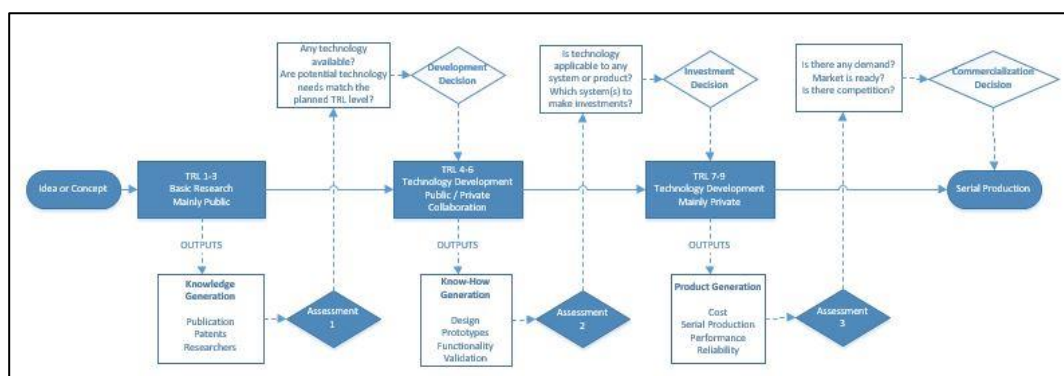 Any technology
available?
Are potential technology
needs match the
planned TRL level?
Development
Decision
Is technology
applicable to any
system or product?
Which system(s) to
make investments?
Investment
Decision
Is there any demand?
Market is ready?
Is there competition?
Commercialization
Decision
Idea or Concept
TRL 1-3
Basic Research
Mainly Public
TRL 4-6
Technology Development
Public / Private
Collaboration
TRL 7-9
Technology Development
Mainly Private
Serial Production
OUTPUTS
OUTPUTS
OUTPUTS
Knowledge
Generation
Publication
Patents
Researchers
Assessment
1
Know-How
Generation
Design
Prototypes
Functionality
Validation
Assessment
2
Product Generation
Cost
Serial Production
Performance
Reliability
Assessment
3